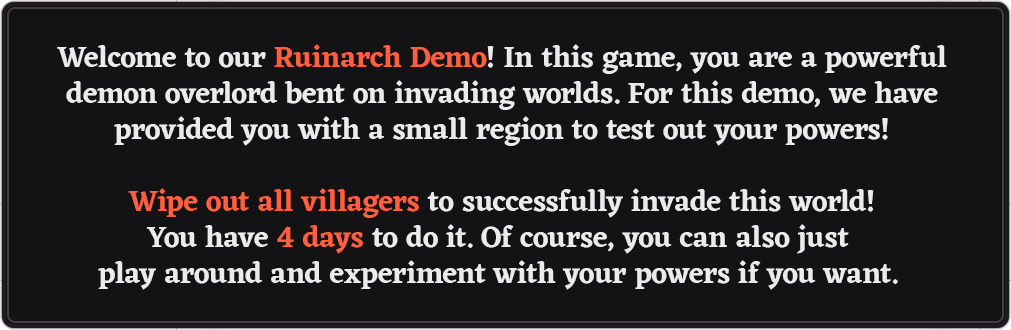 Welcome to our Ruinarch Demo! In this game, you are a powerful
demon overlord bent on invading worlds. For this demo, we have
provided you with a small region to test out your powers!
Wipe out all villagers to successfully invade this world!
You have 4 days to do it. Of course, you can also just
play around and experiment with your powers if you want.